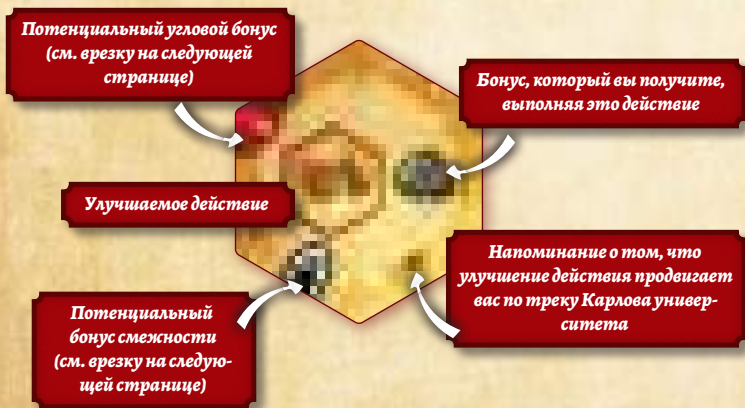 Потенциальный угловой бонус
(см. врезку на следующей
странице)
Бонус, который вы получите,
выполняя это действие
Улучшаемое действие
Напоминание о том, что
улучшение действия продвигает
вас по треку Карлова универ-
ситета
Потенциальный
бонус смежности
(см. врезку на следую-
щей странице)